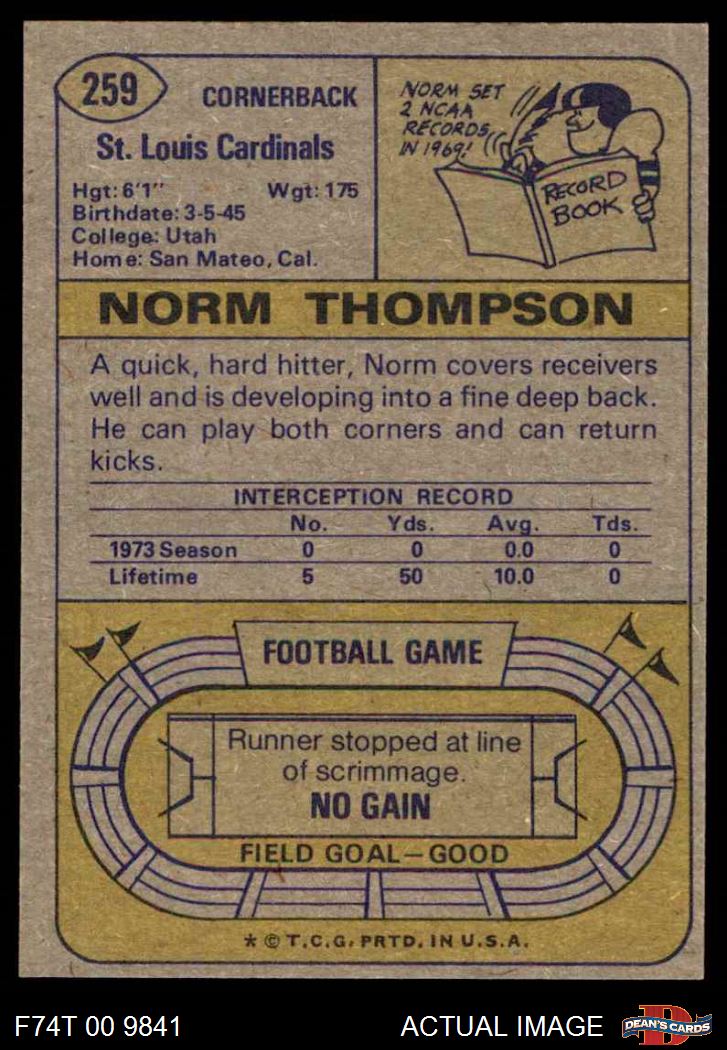 259
CORNERBACK
St. Louis Cardinals
Hgt: 6'1" Wgt: 175
Birthdate: 3-5-45
College: Utah
Home: San Mateo, Cal.
NORM SET
2 NCAA
RECORDS
IN 1969!
RECORD
BOOK
NORM THOMPSON
A quick, hard hitter, Norm covers receivers
well and is developing into a fine deep back.
He can play both corners and can return
kicks.
INTERCEPTION RECORD
No. Yds. Avg. Tds.
1973 Season 0 0 0.0 0
Lifetime 5 50 10.0 0
FOOTBALL GAME
Runner stopped at line
of scrimmage.
NO GAIN
FIELD GOAL—GOOD
* © T.C.G. PRTD. IN U.S.A.
F74T 00 9841 ACTUAL IMAGE
D
DEAN'S CARDS